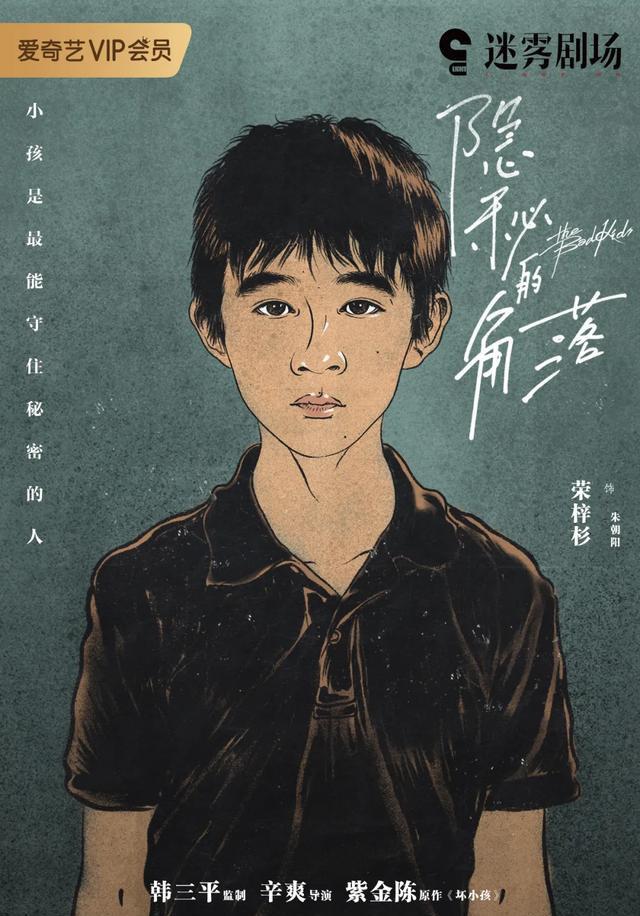 爱奇艺VIP会员
LIGHT ON
迷雾剧场
小孩是最能守住秘密的人
隐秘的角落
the Bad Kids
荣梓杉 饰 朱朝阳
韩三平监制 辛爽导演 紫金陈原作《坏小孩》